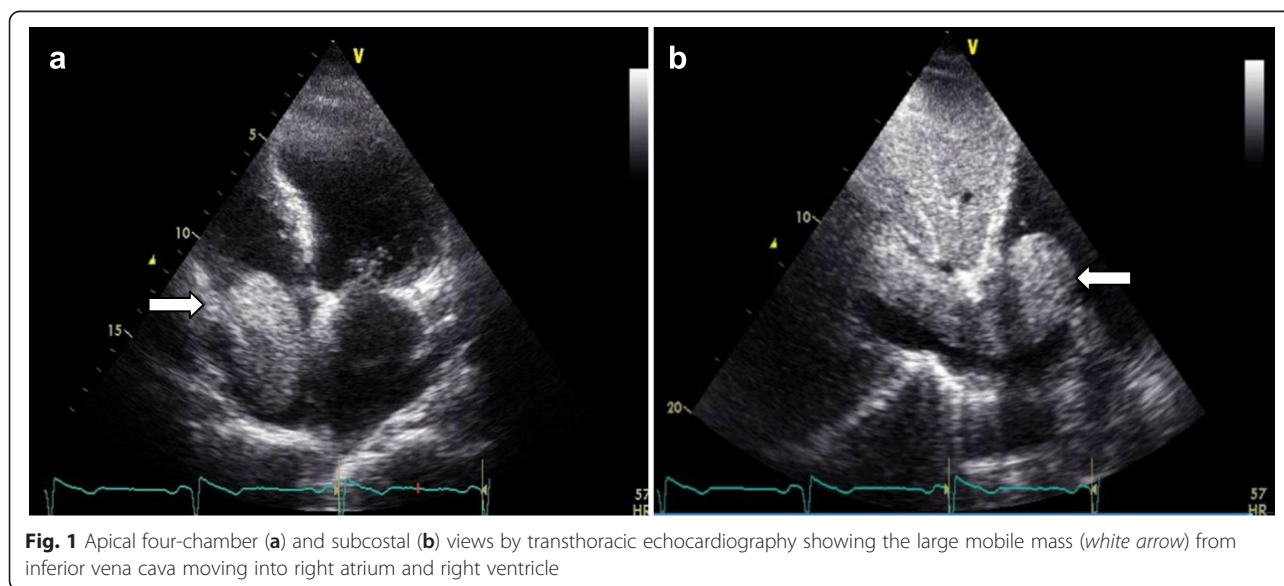 a
V
5
10
15
57
HR
b
V
10
20
57
HR
Fig. 1 Apical four-chamber (a) and subcostal (b) views by transthoracic echocardiography showing the large mobile mass (white arrow) from
inferior vena cava moving into right atrium and right ventricle